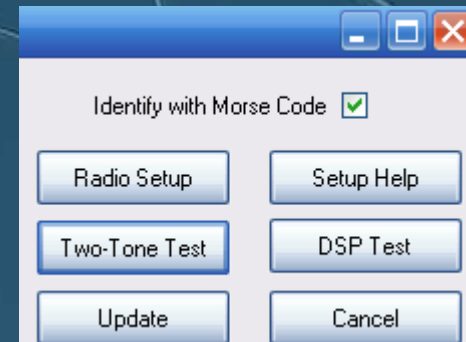 Identify with Morse Code
Radio Setup Setup Help
Two-Tone Test DSP Test
Update Cancel